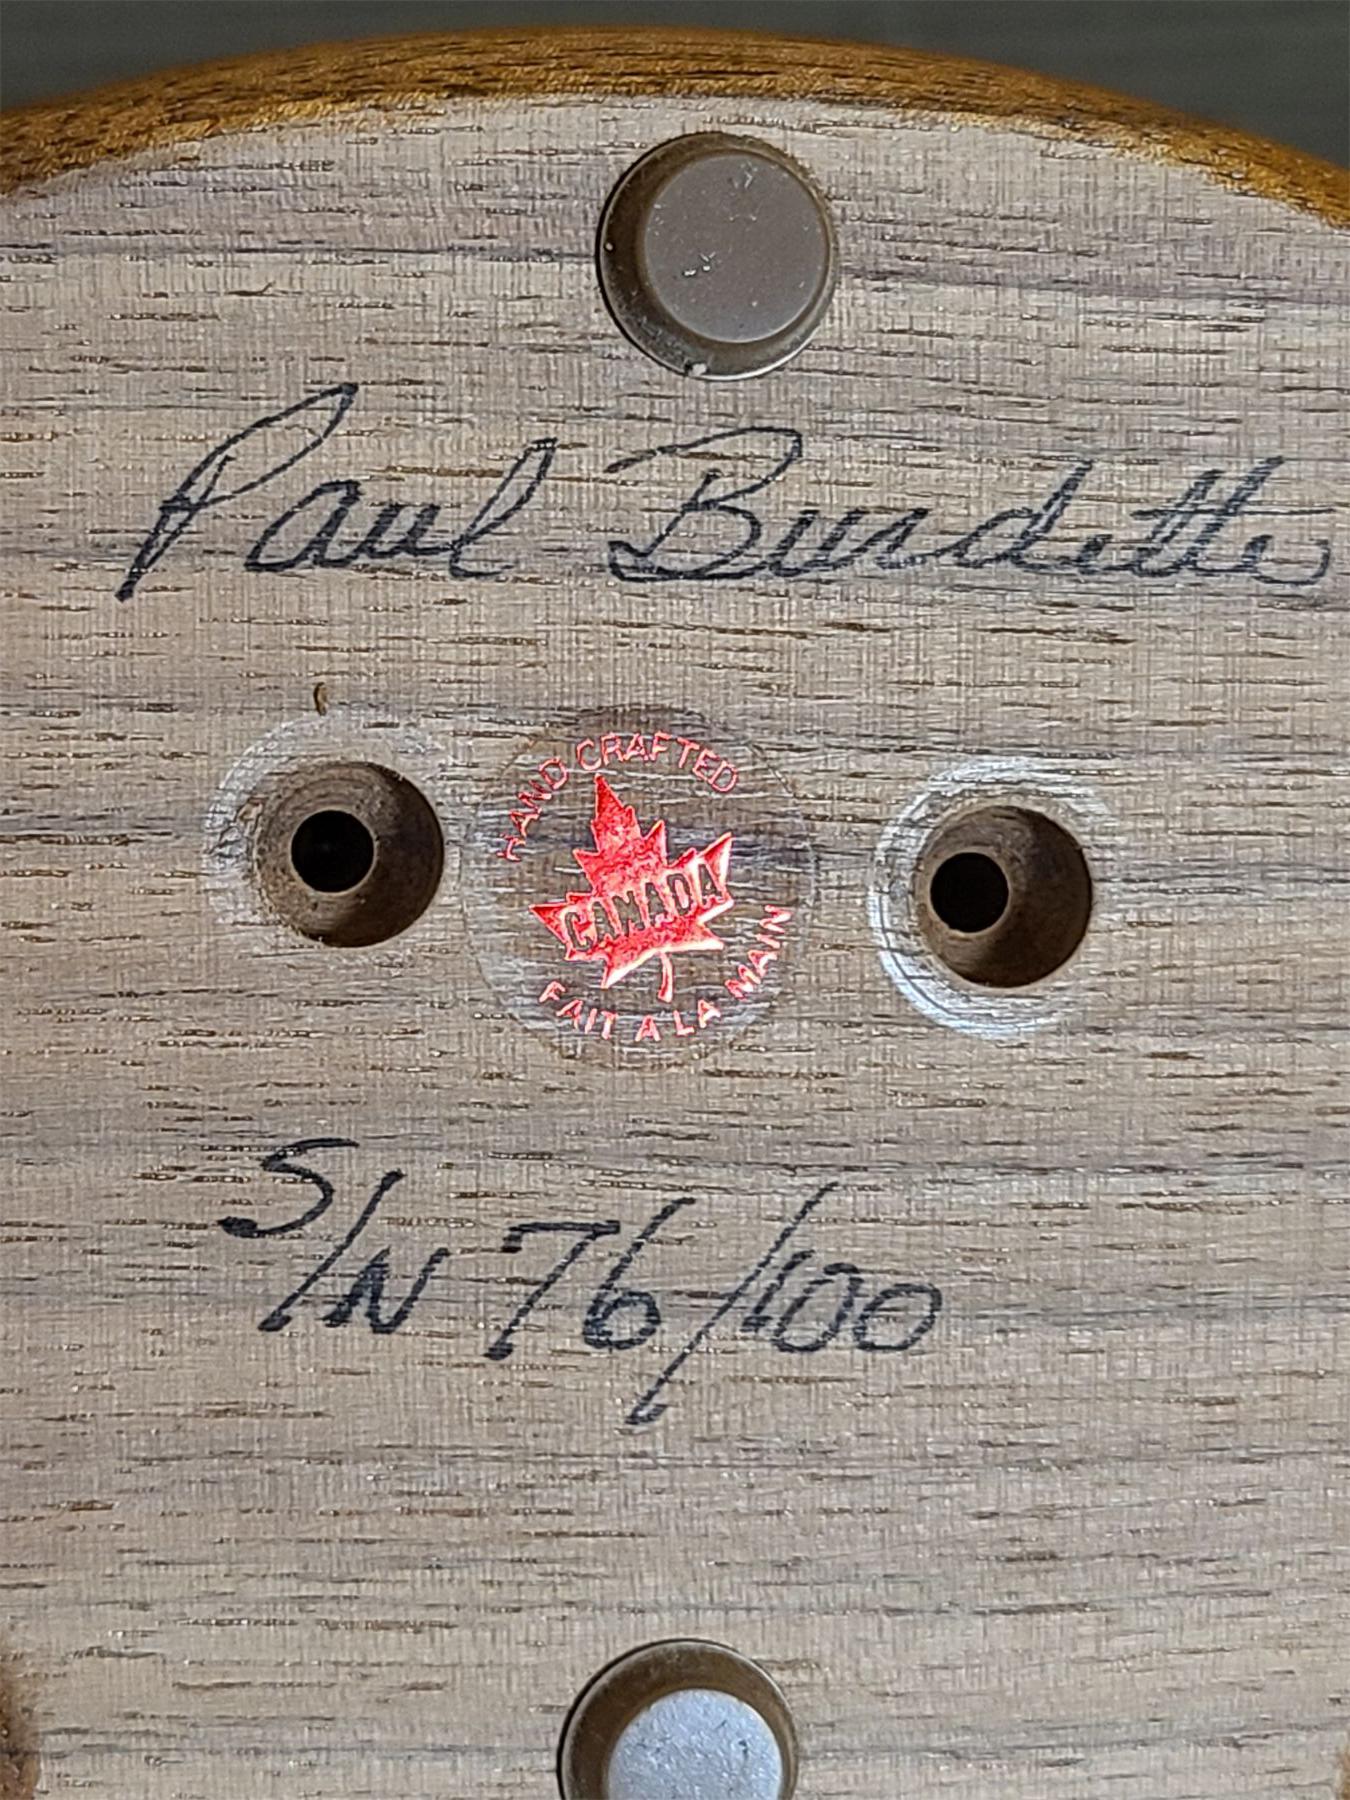 Paul Burdette
HAND CRAFTED
CANADA
FAIT A LA MAIN
S/N 76/100